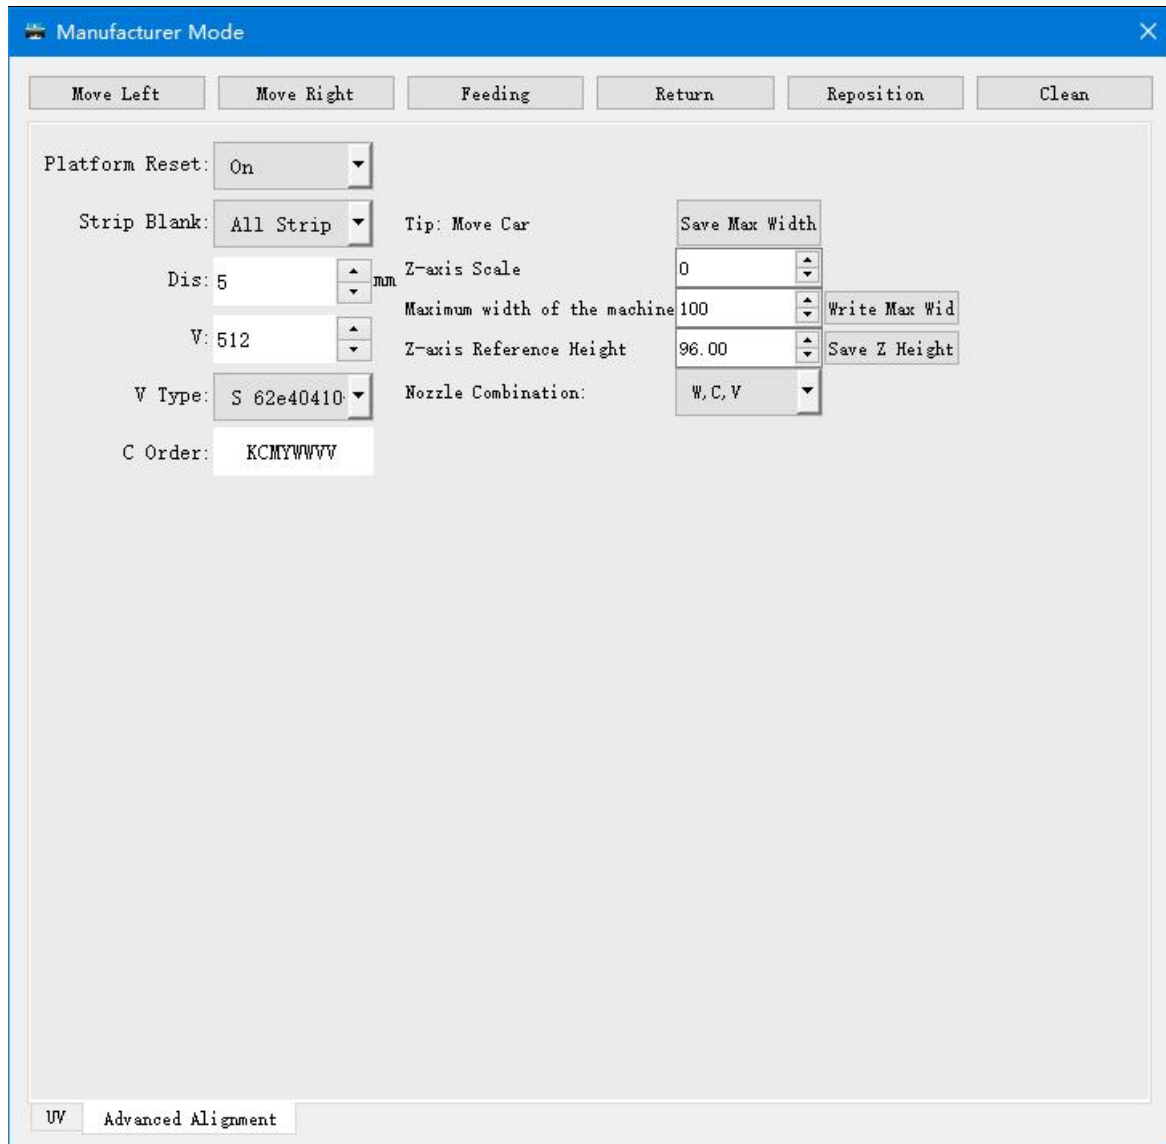 Manufacturer Mode
Move Left Move Right Feeding Return Reposition Clean
Platform Reset: On
Strip Blank: All Strip Tip: Move Car Save Max Width
Dis: 5 mm Z-axis Scale 0
Maximum width of the machine 100 Write Max Wid
V: 512 Z-axis Reference Height 96.00 Save Z Height
V Type: S 62e40410 Nozzle Combination: W,C,V
C Order: KCMYWWVV
UV Advanced Alignment